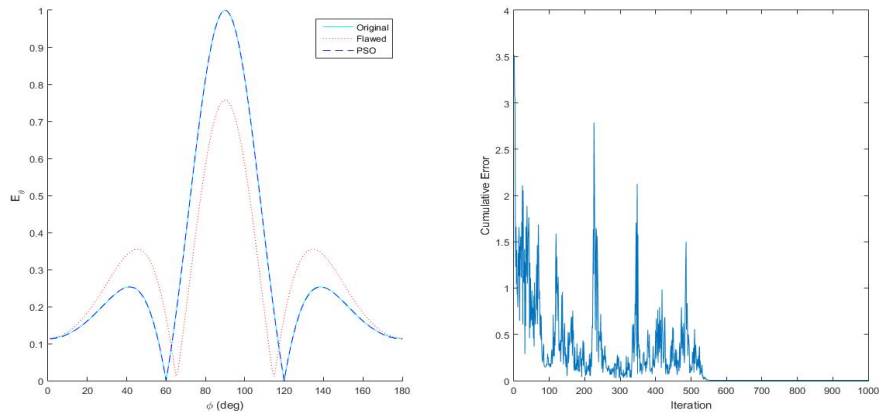 1
0.9
0.8
0.7
0.6
0.5
0.4
0.3
0.2
0.1
0
E_θ
0 20 40 60 80 100 120 140 160 180
ϕ (deg)
Original
Flawed
PSO
4
3.5
3
2.5
2
1.5
1
0.5
0
Cumulative Error
0 100 200 300 400 500 600 700 800 900 1000
Iteration